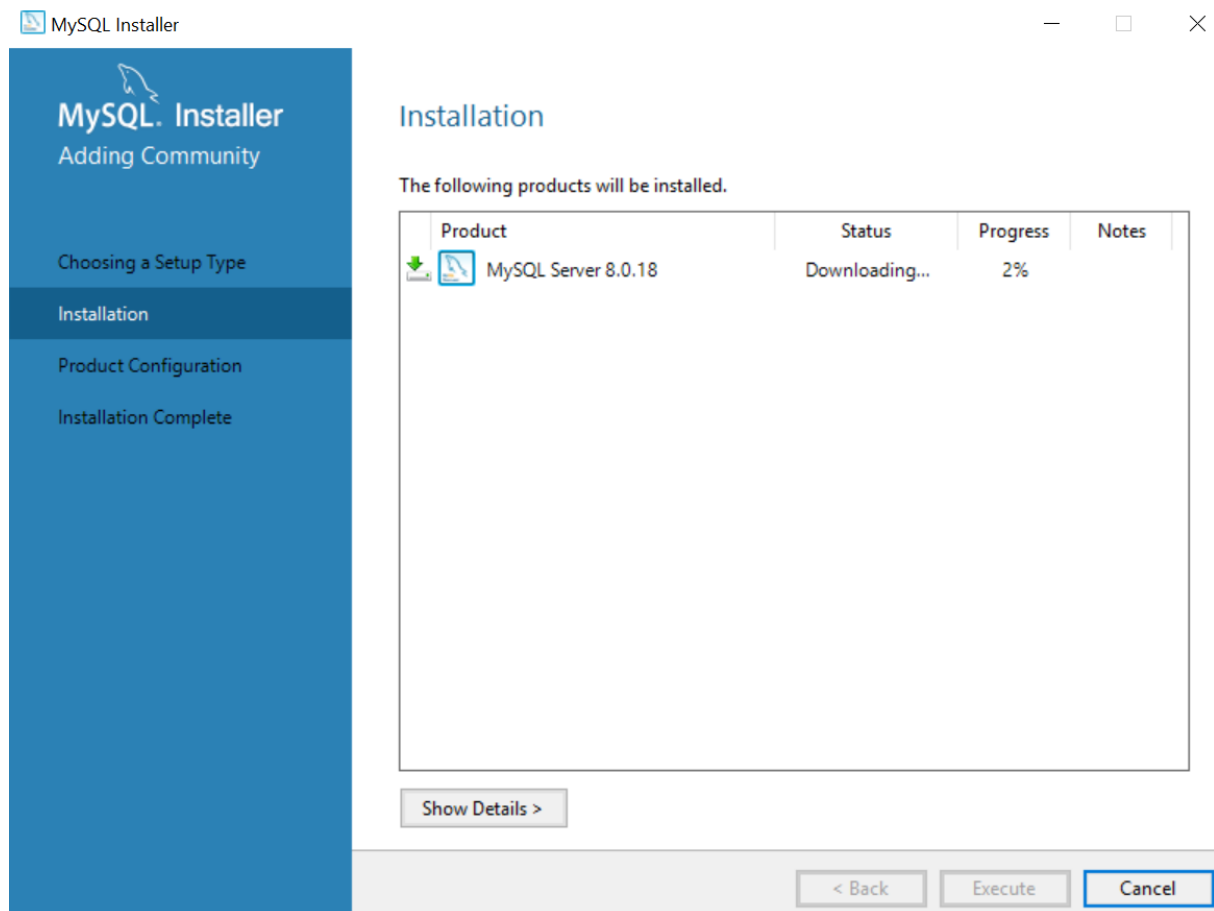 MySQL Installer
MySQL. Installer
Adding Community
Choosing a Setup Type
Installation
Product Configuration
Installation Complete
Installation
The following products will be installed.
Product Status Progress Notes
MySQL Server 8.0.18 Downloading... 2%
Show Details >
< Back Execute Cancel